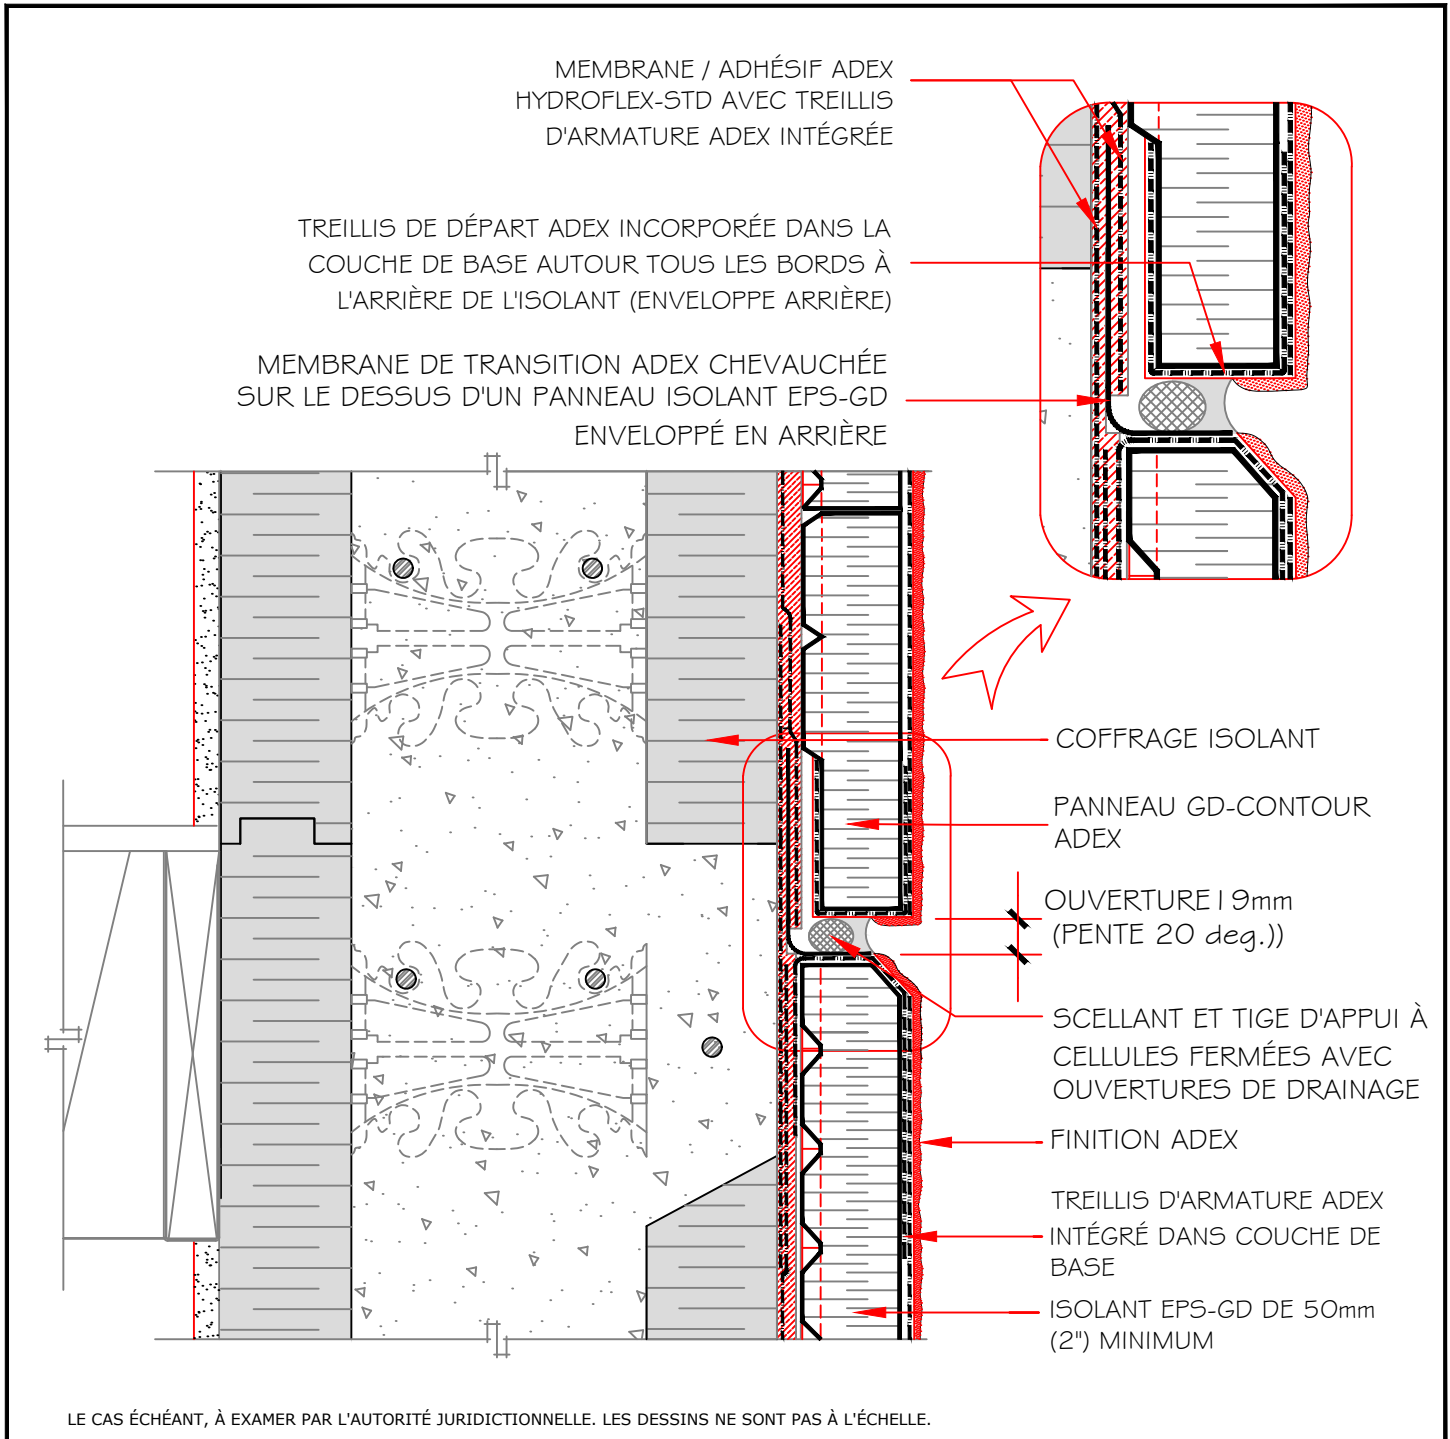 MEMBRANE / ADHÉSIF ADEX
HYDROFLEX-STD AVEC TREILLIS
D'ARMATURE ADEX INTÉGRÉE
TREILLIS DE DÉPART ADEX INCORPORÉE DANS LA
COUCHE DE BASE AUTOUR TOUS LES BORDS À
L'ARRIÈRE DE L'ISOLANT (ENVELOPPE ARRIÈRE)
MEMBRANE DE TRANSITION ADEX CHEVAUCHÉE
SUR LE DESSUS D'UN PANNEAU ISOLANT EPS-GD
ENVELOPPÉ EN ARRIÈRE
COFFRAGE ISOLANT
PANNEAU GD-CONTOUR
ADEX
OUVERTURE19mm
(PENTE 20 deg.))
SCELLANT ET TIGE D'APPUI À
CELLULES FERMÉES AVEC
OUVERTURES DE DRAINAGE
FINITION ADEX
TREILLIS D'ARMATURE ADEX
INTÉGRÉ DANS COUCHE DE
BASE
ISOLANT EPS-GD DE 50mm
(2") MINIMUM
LE CAS ÉCHÉANT, À EXAMER PAR L'AUTORITÉ JURIDICTIONNELLE. LES DESSINS NE SONT PAS À L'ÉCHELLE.